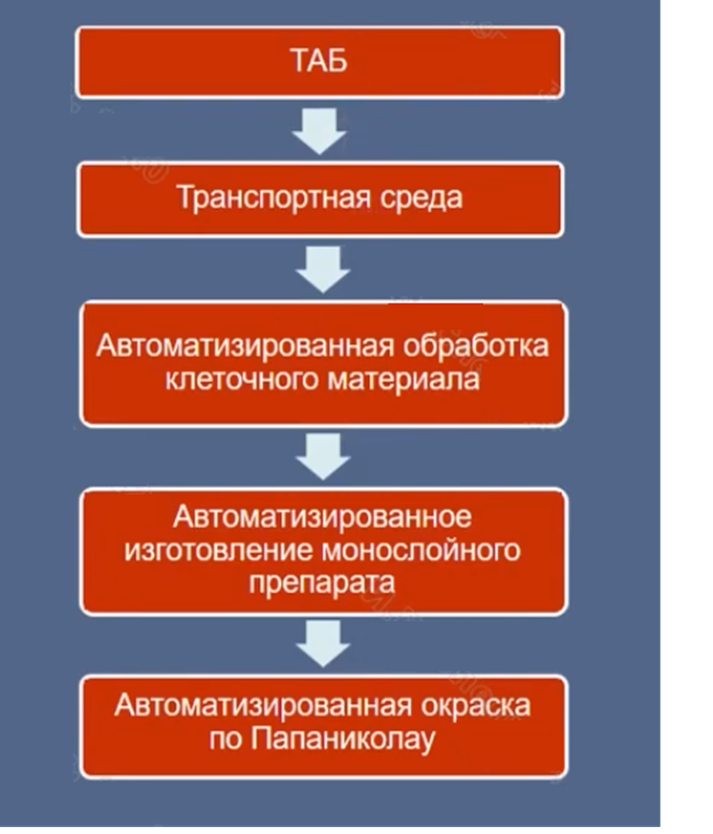 ТАБ
Транспортная среда
Автоматизированная обработка
клеточного материала
Автоматизированное
изготовление монослойного
препарата
Автоматизированная окраска
по Папаниколау